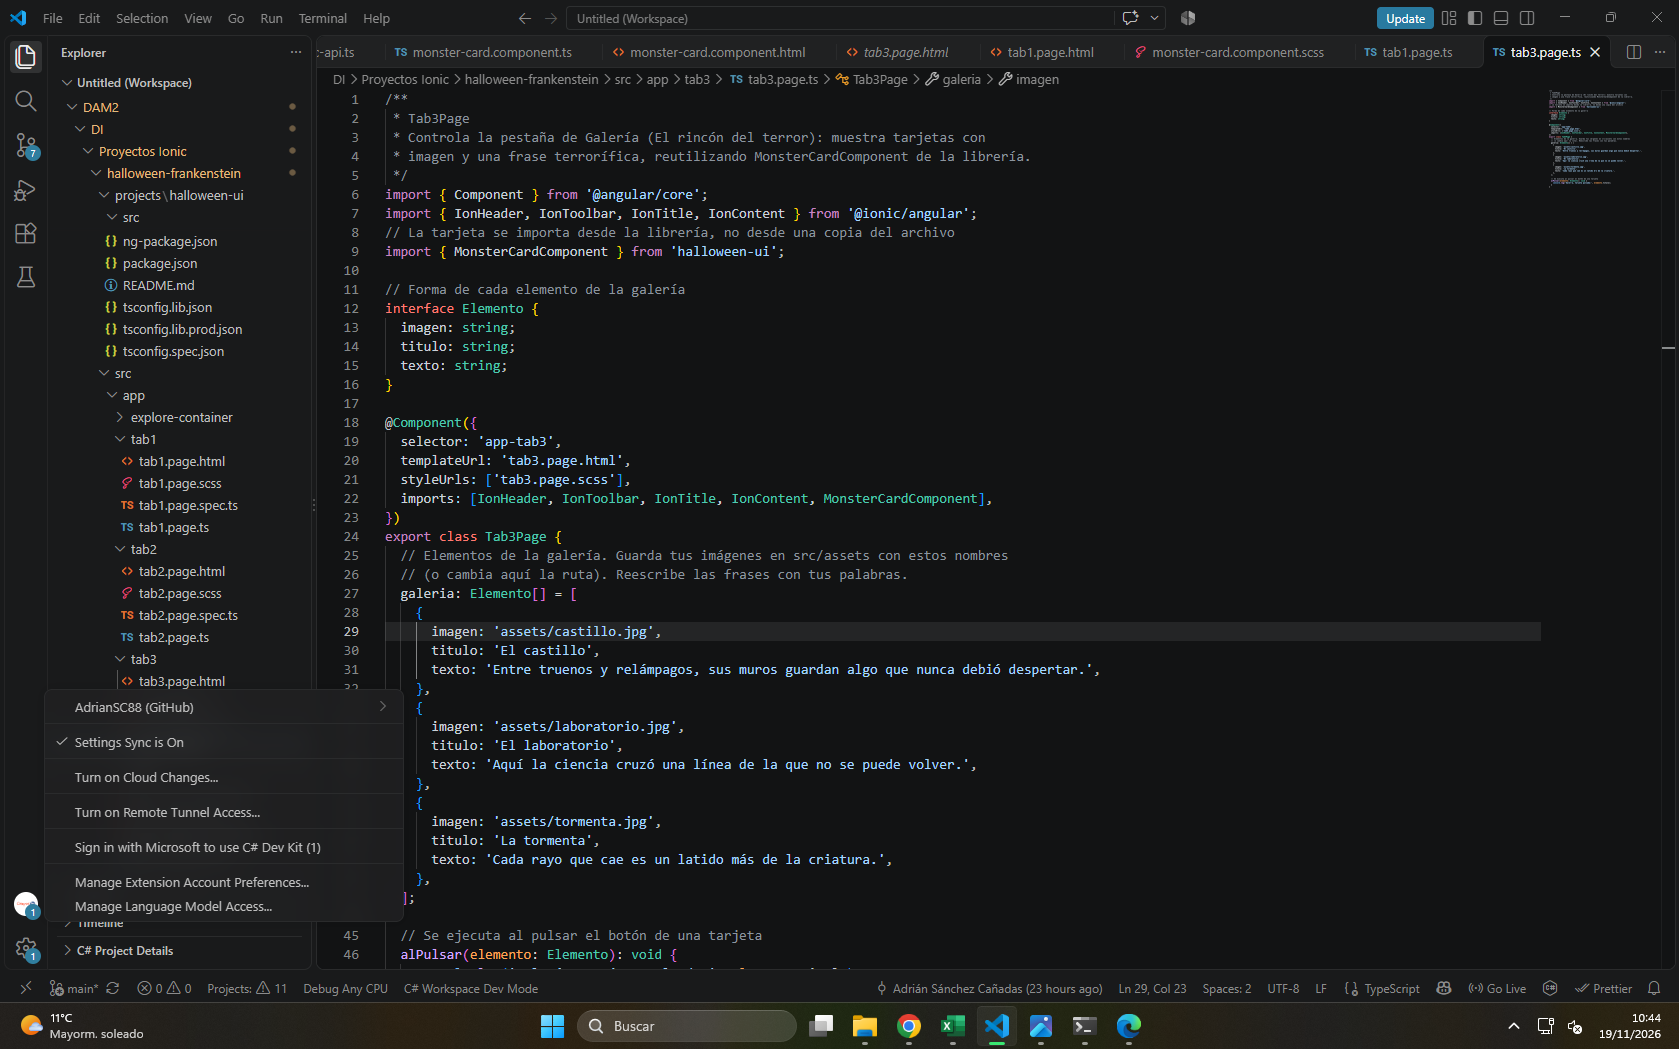 File Edit Selection View Go Run Terminal Help
Untitled (Workspace)
Update
Explorer
c-api.ts
monster-card.component.ts
monster-card.component.html
tab3.page.html
tab1.page.html
monster-card.component.scss
tab1.page.ts
tab3.page.ts
DI > Proyectos Ionic > halloween-frankenstein > src > app > tab3 > TS tab3.page.ts > Tab3Page > galeria > imagen
Untitled (Workspace)
DAM2
DI
Proyectos Ionic
halloween-frankenstein
projects\halloween-ui
src
ng-package.json
package.json
README.md
tsconfig.lib.json
tsconfig.lib.prod.json
tsconfig.spec.json
src
app
explore-container
tab1
tab1.page.html
tab1.page.scss
TS tab1.page.spec.ts
TS tab1.page.ts
tab2
tab2.page.html
tab2.page.scss
TS tab2.page.spec.ts
TS tab2.page.ts
tab3
tab3.page.html
AdrianSC88 (GitHub)
Settings Sync is On
Turn on Cloud Changes...
Turn on Remote Tunnel Access...
Sign in with Microsoft to use C# Dev Kit (1)
Manage Extension Account Preferences...
Manage Language Model Access...
Timeline
C# Project Details
1 /**
2 * Tab3Page
3 * Controla la pestaña de Galería (El rincón del terror): muestra tarjetas con
4 * imagen y una frase terrorífica, reutilizando MonsterCardComponent de la librería.
5 */
6 import { Component } from '@angular/core';
7 import { IonHeader, IonToolbar, IonTitle, IonContent } from '@ionic/angular';
8 // La tarjeta se importa desde la librería, no desde una copia del archivo
9 import { MonsterCardComponent } from 'halloween-ui';
10
11 // Forma de cada elemento de la galería
12 interface Elemento {
13 imagen: string;
14 titulo: string;
15 texto: string;
16 }
17
18 @Component({
19 selector: 'app-tab3',
20 templateUrl: 'tab3.page.html',
21 styleUrls: ['tab3.page.scss'],
22 imports: [IonHeader, IonToolbar, IonTitle, IonContent, MonsterCardComponent],
23 })
24 export class Tab3Page {
25 // Elementos de la galería. Guarda tus imágenes en src/assets con estos nombres
26 // (o cambia aquí la ruta). Reescribe las frases con tus palabras.
27 galeria: Elemento[] = [
28 {
29 imagen: 'assets/castillo.jpg',
30 titulo: 'El castillo',
31 texto: 'Entre truenos y relámpagos, sus muros guardan algo que nunca debió despertar.',
32 },
{
imagen: 'assets/laboratorio.jpg',
titulo: 'El laboratorio',
texto: 'Aquí la ciencia cruzó una línea de la que no se puede volver.',
},
{
imagen: 'assets/tormenta.jpg',
titulo: 'La tormenta',
texto: 'Cada rayo que cae es un latido más de la criatura.',
},
];
45 // Se ejecuta al pulsar el botón de una tarjeta
46 alPulsar(elemento: Elemento): void {
7
1
1
main* 0 0 Projects: 11 Debug Any CPU C# Workspace Dev Mode
Adrián Sánchez Cañadas (23 hours ago) Ln 29, Col 23 Spaces: 2 UTF-8 LF { } TypeScript Go Live Prettier
11°C
Mayorm. soleado
Buscar
10:44
19/11/2026